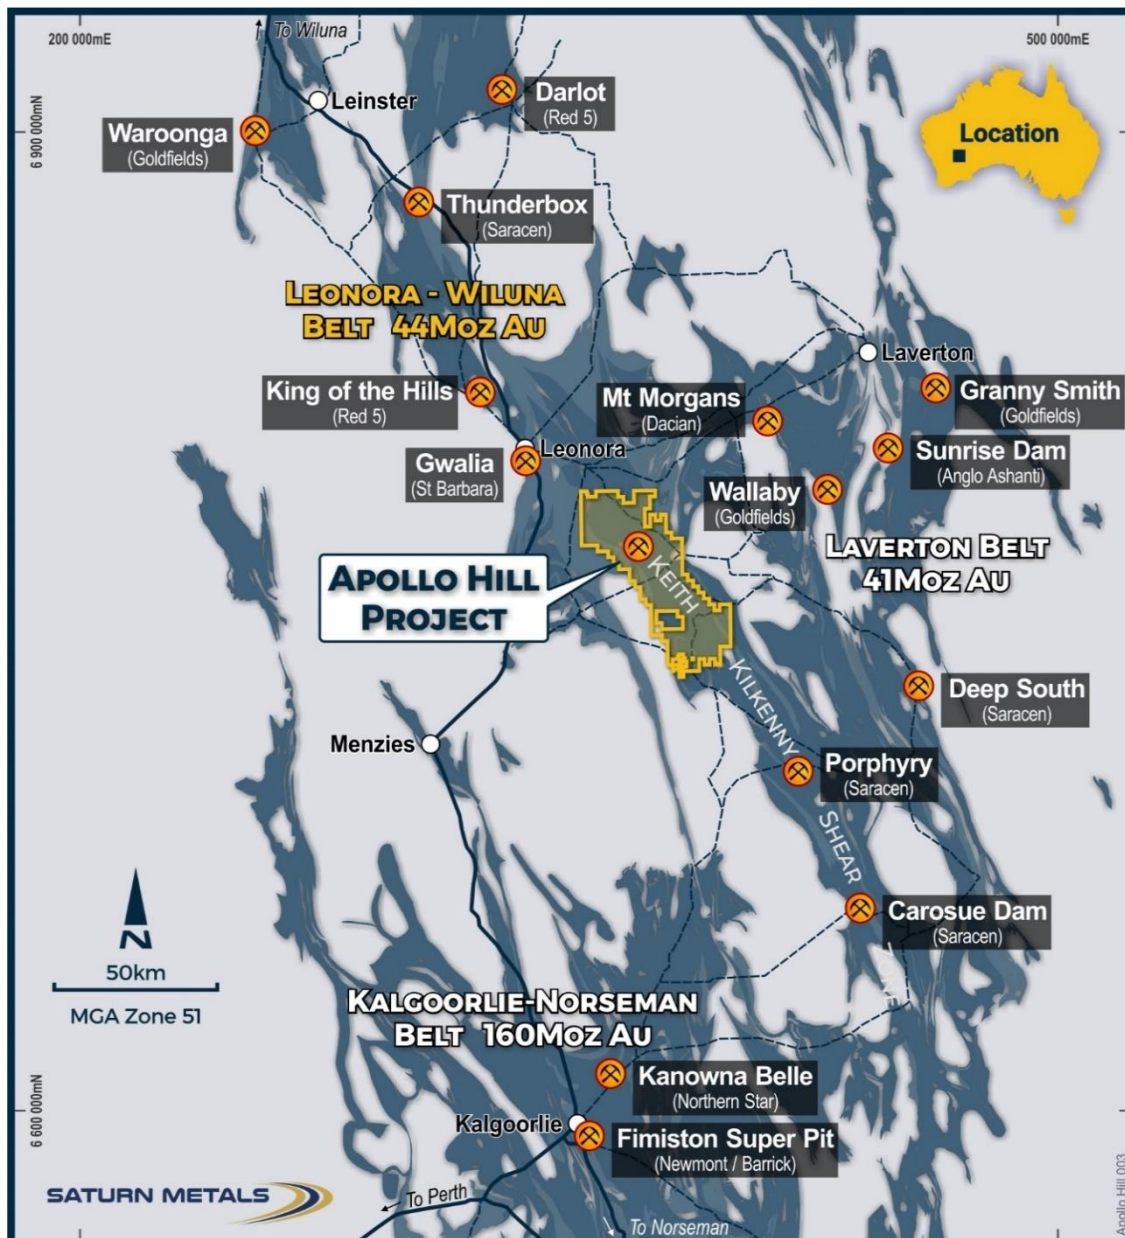 200 000mE
500 000mE
To Wiluna
Leinster
Darlot
(Red 5)
6 900 000mN
Waroonga
(Goldfields)
Location
Thunderbox
(Saracen)
Leonora - Wiluna
Belt 44Moz Au
Laverton
King of the Hills
(Red 5)
Mt Morgans
(Dacian)
Granny Smith
(Goldfields)
Leonora
Gwalia
(St Barbara)
Sunrise Dam
(Anglo Ashanti)
Wallaby
(Goldfields)
Laverton Belt
41Moz Au
Apollo Hill
Project
Keith
Kilkenny
Shear
Zone
Deep South
(Saracen)
Menzies
Porphyry
(Saracen)
Carosue Dam
(Saracen)
N
50km
MGA Zone 51
Kalgoorlie-Norseman
Belt 160Moz Au
Kanowna Belle
(Northern Star)
6 600 000mN
Kalgoorlie
Fimiston Super Pit
(Newmont / Barrick)
SATURN METALS
To Perth
To Norseman
Apollo Hill 003